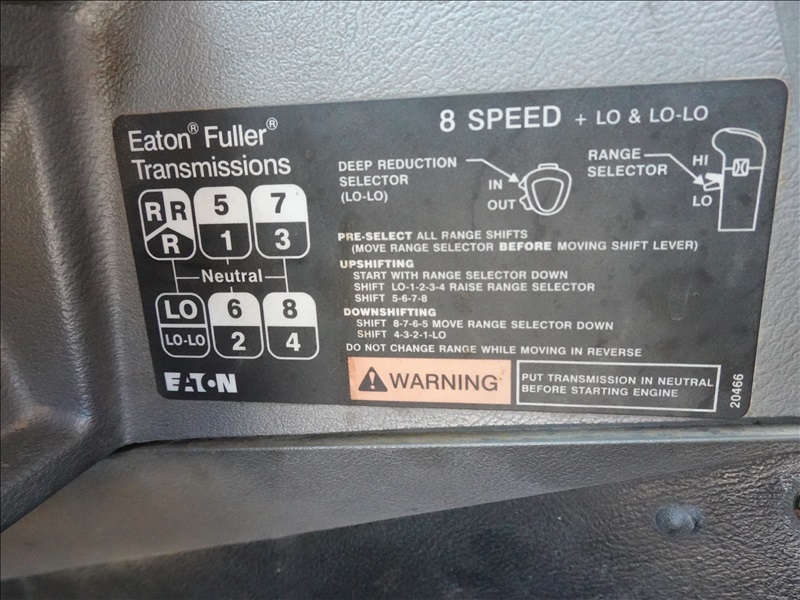 Eaton® Fuller®
Transmissions
8 SPEED + LO & LO-LO
R R 5 7
R 1 3
Neutral
LO 6 8
LO-LO 2 4
EATON
DEEP REDUCTION
SELECTOR
(LO-LO)
IN
OUT
RANGE
SELECTOR
HI
LO
PRE-SELECT ALL RANGE SHIFTS
(MOVE RANGE SELECTOR BEFORE MOVING SHIFT LEVER)
UPSHIFTING
START WITH RANGE SELECTOR DOWN
SHIFT LO-1-2-3-4 RAISE RANGE SELECTOR
SHIFT 5-6-7-8
DOWNSHIFTING
SHIFT 8-7-6-5 MOVE RANGE SELECTOR DOWN
SHIFT 4-3-2-1-LO
DO NOT CHANGE RANGE WHILE MOVING IN REVERSE
WARNING
PUT TRANSMISSION IN NEUTRAL
BEFORE STARTING ENGINE
20466